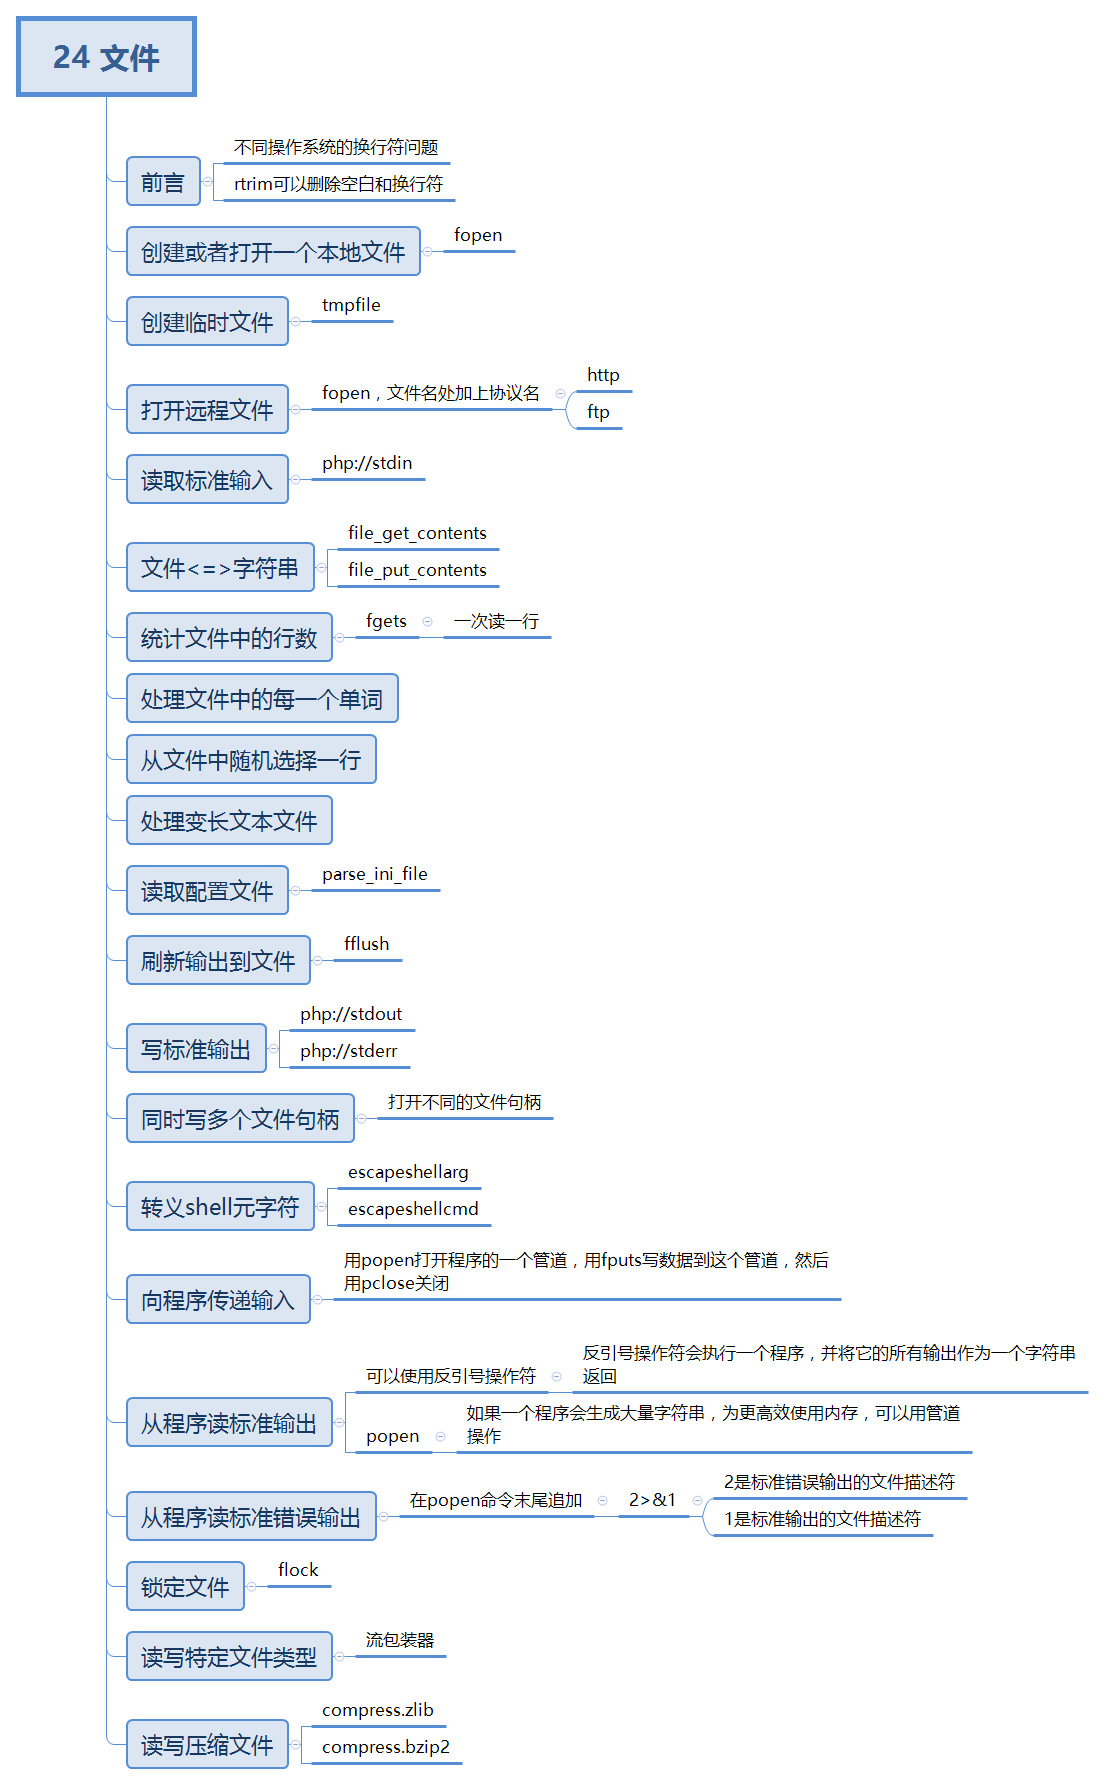 24 文件
不同操作系统的换行符问题
前言
rtrim可以删除空白和换行符
创建或者打开一个本地文件
fopen
创建临时文件
tmpfile
打开远程文件
fopen，文件名处加上协议名
http
ftp
读取标准输入
php://stdin
文件<=>字符串
file_get_contents
file_put_contents
统计文件中的行数
fgets
一次读一行
处理文件中的每一个单词
从文件中随机选择一行
处理变长文本文件
读取配置文件
parse_ini_file
刷新输出到文件
fflush
写标准输出
php://stdout
php://stderr
同时写多个文件句柄
打开不同的文件句柄
转义shell元字符
escapeshellarg
escapeshellcmd
向程序传递输入
用popen打开程序的一个管道，用fputs写数据到这个管道，然后
用pclose关闭
从程序读标准输出
可以使用反引号操作符
反引号操作符会执行一个程序，并将它的所有输出作为一个字符串
返回
popen
如果一个程序会生成大量字符串，为更高效使用内存，可以用管道
操作
从程序读标准错误输出
在popen命令末尾追加
2>&1
2是标准错误输出的文件描述符
1是标准输出的文件描述符
锁定文件
flock
读写特定文件类型
流包装器
读写压缩文件
compress.zlib
compress.bzip2